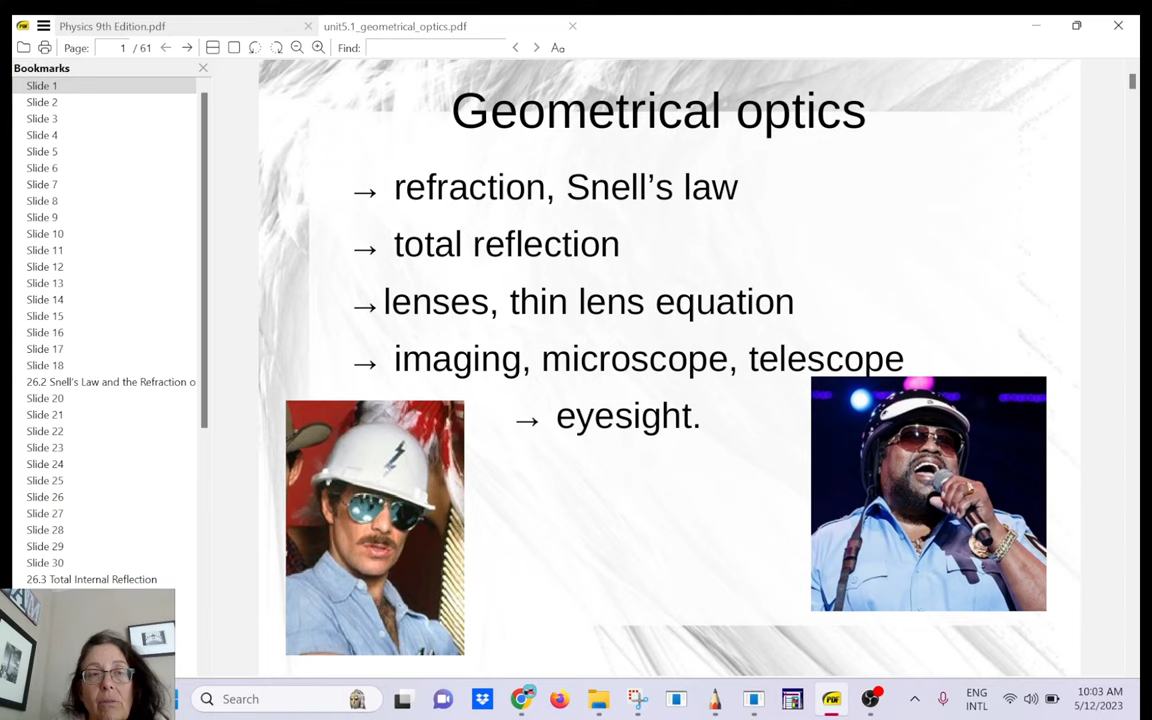 Physics 9th Edition.pdf
unit5.1_geometrical_optics.pdf
Page: 1 / 61
Find:
Aa
Bookmarks
Slide 1
Slide 2
Slide 3
Slide 4
Slide 5
Slide 6
Slide 7
Slide 8
Slide 9
Slide 10
Slide 11
Slide 12
Slide 13
Slide 14
Slide 15
Slide 16
Slide 17
Slide 18
26.2 Snell's Law and the Refraction o
Slide 20
Slide 21
Slide 22
Slide 23
Slide 24
Slide 25
Slide 26
Slide 27
Slide 28
Slide 29
Slide 30
26.3 Total Internal Reflection
Geometrical optics
→ refraction, Snell’s law
→ total reflection
→lenses, thin lens equation
→ imaging, microscope, telescope
→ eyesight.
Search
PDF
ENG
INTL
10:03 AM
5/12/2023